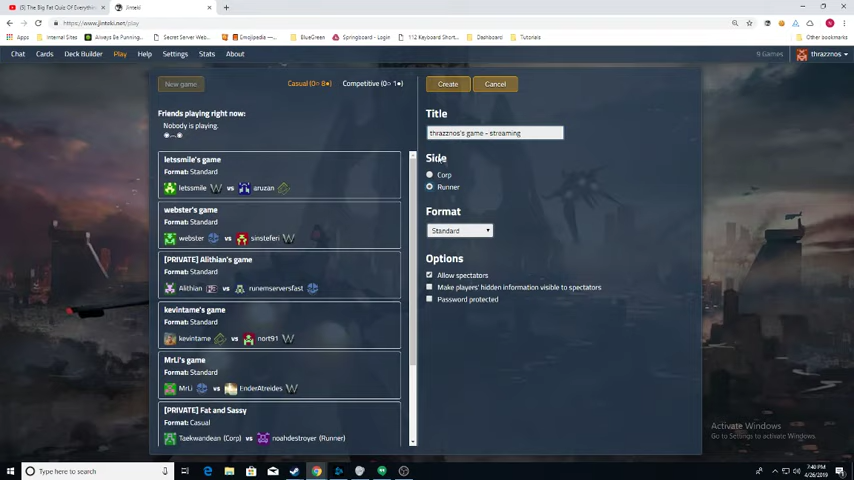 (5) The Big Fat Quiz Of Everythin
Jinteki
https://www.jinteki.net/play
Apps
Internal Sites
Always Be Running...
Secret Server Web...
Emojipedia —
BlueGreen
Springboard - Login
112 Keyboard Short...
Dashboard
Tutorials
Other bookmarks
Chat
Cards
Deck Builder
Play
Help
Settings
Stats
About
9 Games
thrazznos
New game
Casual (0○ 8●)
Competitive (0○ 1●)
Create
Cancel
Friends playing right now:
Nobody is playing.
Title
thrazznos's game - streaming
Side
Corp
Runner
Format
Standard
Options
Allow spectators
Make players' hidden information visible to spectators
Password protected
letssmile's game
Format: Standard
letssmile vs aruzan
webster's game
Format: Standard
webster vs sinsteferi
[PRIVATE] Alithian's game
Format: Standard
Alithian vs runemserversfast
kevintame's game
Format: Standard
kevintame vs nort91
MrLi's game
Format: Standard
MrLi vs EnderAtreides
[PRIVATE] Fat and Sassy
Format: Casual
Taekwandean (Corp) vs noahdestroyer (Runner)
Activate Windows
Go to Settings to activate Windows.
Type here to search
7:40 PM
4/26/2019